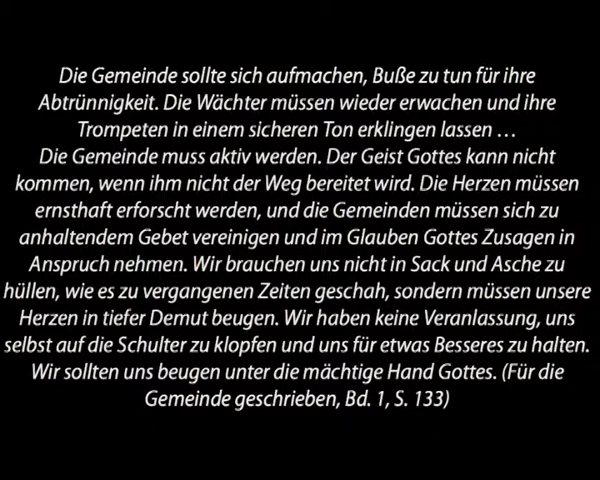 Die Gemeinde sollte sich aufmachen, Buße zu tun für ihre
Abtrünnigkeit. Die Wächter müssen wieder erwachen und ihre
Trompeten in einem sicheren Ton erklingen lassen …
Die Gemeinde muss aktiv werden. Der Geist Gottes kann nicht
kommen, wenn ihm nicht der Weg bereitet wird. Die Herzen müssen
ernsthaft erforscht werden, und die Gemeinden müssen sich zu
anhaltendem Gebet vereinigen und im Glauben Gottes Zusagen in
Anspruch nehmen. Wir brauchen uns nicht in Sack und Asche zu
hüllen, wie es zu vergangenen Zeiten geschah, sondern müssen unsere
Herzen in tiefer Demut beugen. Wir haben keine Veranlassung, uns
selbst auf die Schulter zu klopfen und uns für etwas Besseres zu halten.
Wir sollten uns beugen unter die mächtige Hand Gottes. (Für die
Gemeinde geschrieben, Bd. 1, S. 133)